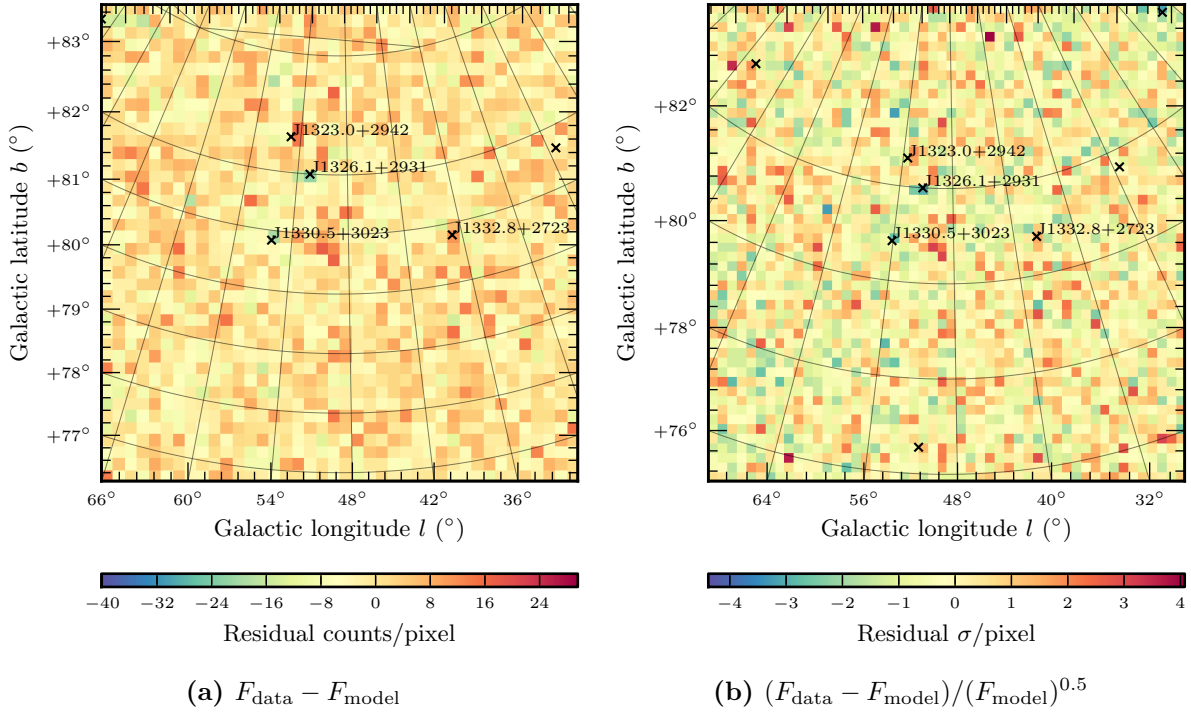 Galactic latitude b (°)
+83°
+82°
+81°
+80°
+79°
+78°
+77°
J1323.0+2942
J1326.1+2931
J1330.5+3023
J1332.8+2723
66° 60° 54° 48° 42° 36°
Galactic longitude l (°)
−40 −32 −24 −16 −8 0 8 16 24
Residual counts/pixel
(a) F_data − F_model
Galactic latitude b (°)
+82°
+80°
+78°
+76°
J1323.0+2942
J1326.1+2931
J1330.5+3023
J1332.8+2723
64° 56° 48° 40° 32°
Galactic longitude l (°)
−4 −3 −2 −1 0 1 2 3 4
Residual σ/pixel
(b) (F_data − F_model)/(F_model)^0.5